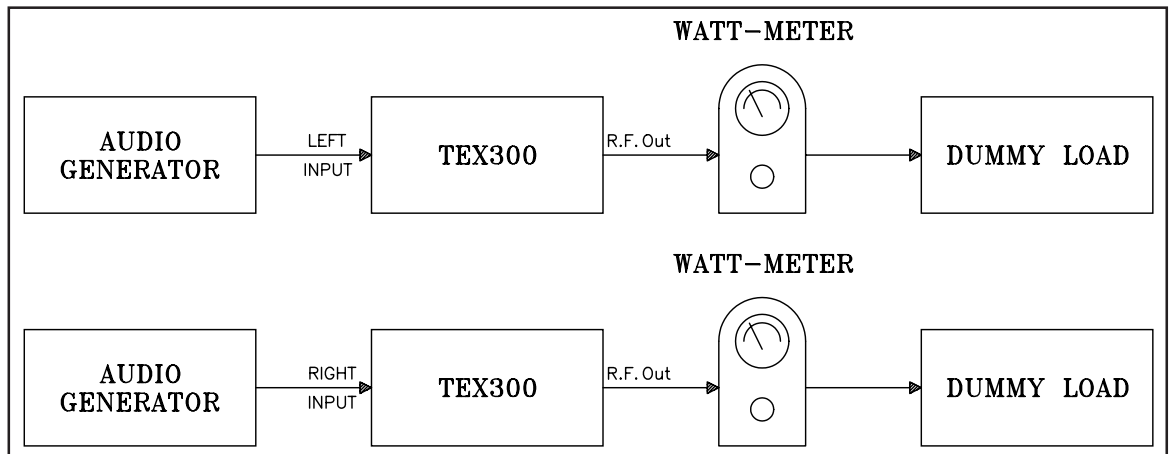 WATT-METER
AUDIO
GENERATOR
LEFT
INPUT
TEX300
R.F. Out
DUMMY LOAD
WATT-METER
AUDIO
GENERATOR
RIGHT
INPUT
TEX300
R.F. Out
DUMMY LOAD